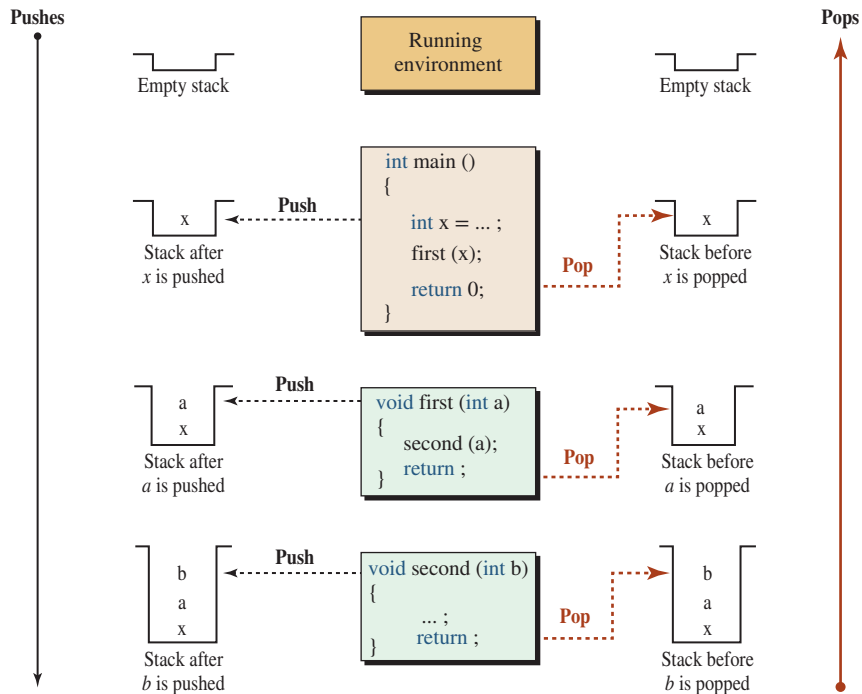 Pushes
Pops
Empty stack
Running
environment
Empty stack
x
Stack after
x is pushed
Push
int main ()
{
int x = ... ;
first (x);
return 0;
}
Pop
x
Stack before
x is popped
a
x
Stack after
a is pushed
Push
void first (int a)
{
second (a);
return ;
}
Pop
a
x
Stack before
a is popped
b
a
x
Stack after
b is pushed
Push
void second (int b)
{
... ;
return ;
}
Pop
b
a
x
Stack before
b is popped